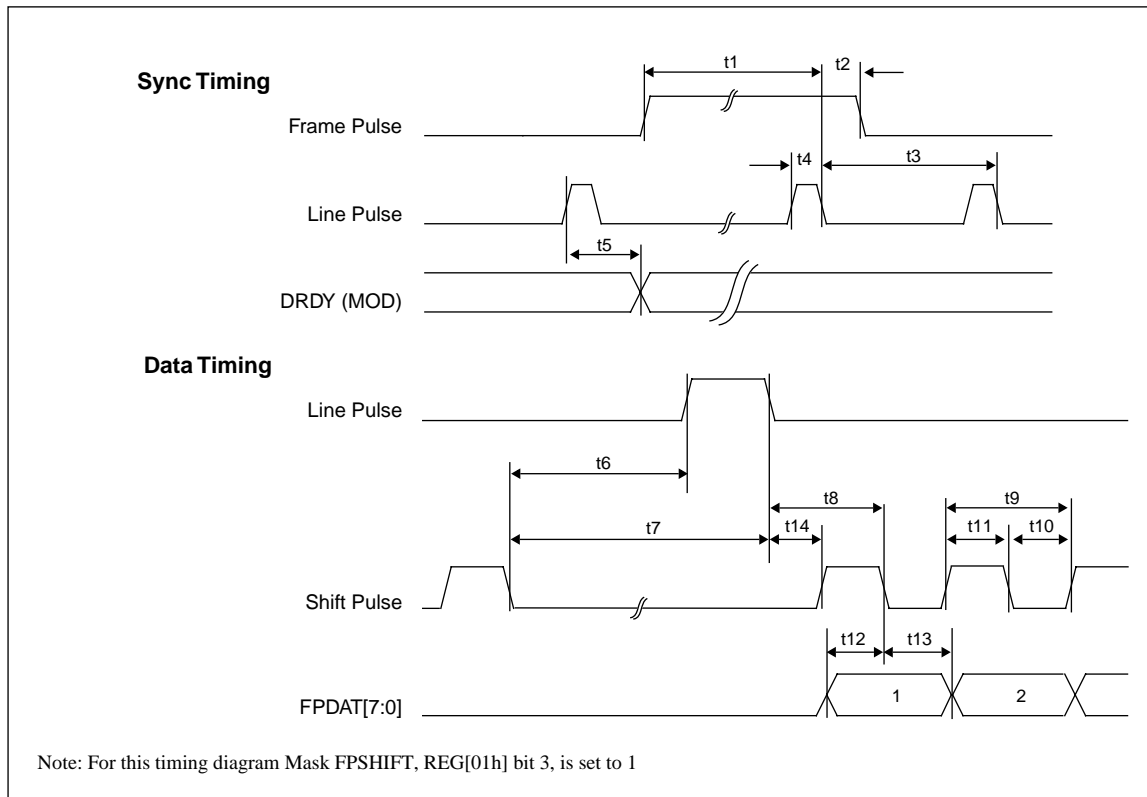 Sync Timing
t1
t2
Frame Pulse
t4
t3
Line Pulse
t5
DRDY (MOD)
Data Timing
Line Pulse
t6
t8
t9
t7
t14
t11
t10
Shift Pulse
t12
t13
FPDAT[7:0]
1
2
Note: For this timing diagram Mask FPSHIFT, REG[01h] bit 3, is set to 1